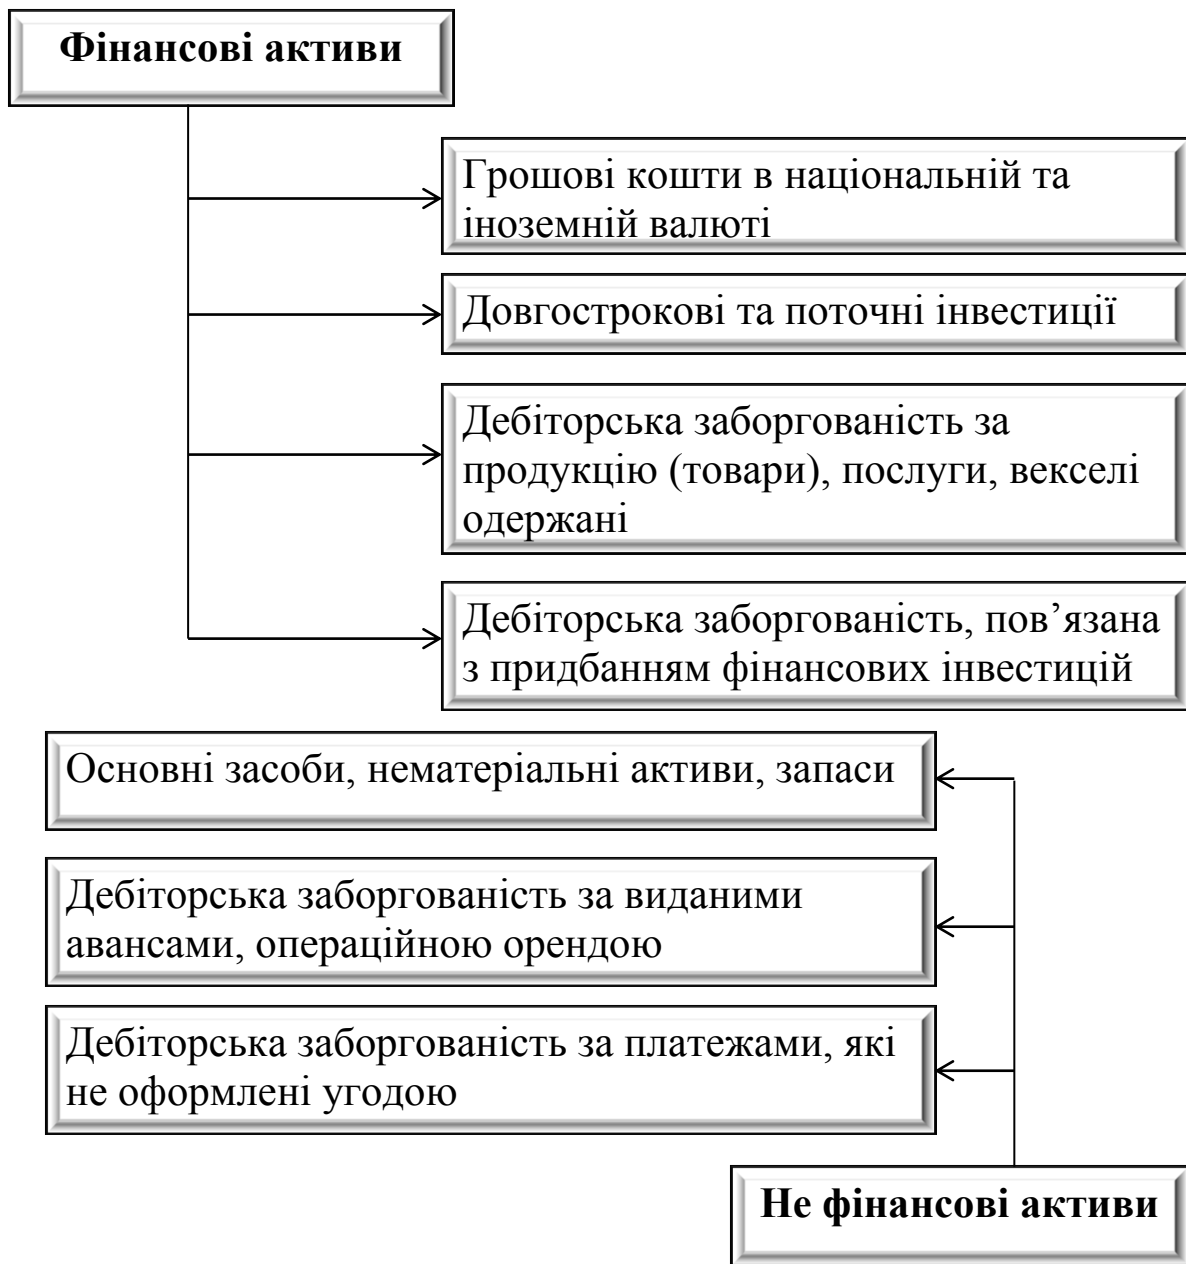 Фінансові активи
Грошові кошти в національній та
іноземній валюті
Довгострокові та поточні інвестиції
Дебіторська заборгованість за
продукцію (товари), послуги, векселі
одержані
Дебіторська заборгованість, пов’язана
з придбанням фінансових інвестицій
Основні засоби, нематеріальні активи, запаси
Дебіторська заборгованість за виданими
авансами, операційною орендою
Дебіторська заборгованість за платежами, які
не оформлені угодою
Не фінансові активи